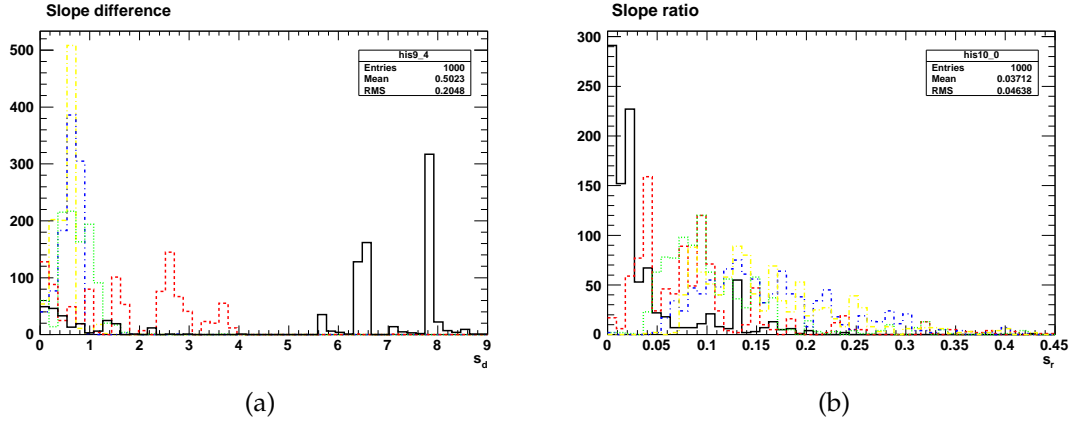 Slope difference
his9_4
Entries 1000
Mean 0.5023
RMS 0.2048
500
400
300
200
100
0
0 1 2 3 4 5 6 7 8 9
s_d
(a)
Slope ratio
his10_0
Entries 1000
Mean 0.03712
RMS 0.04638
300
250
200
150
100
50
0
0 0.05 0.1 0.15 0.2 0.25 0.3 0.35 0.4 0.45
s_r
(b)